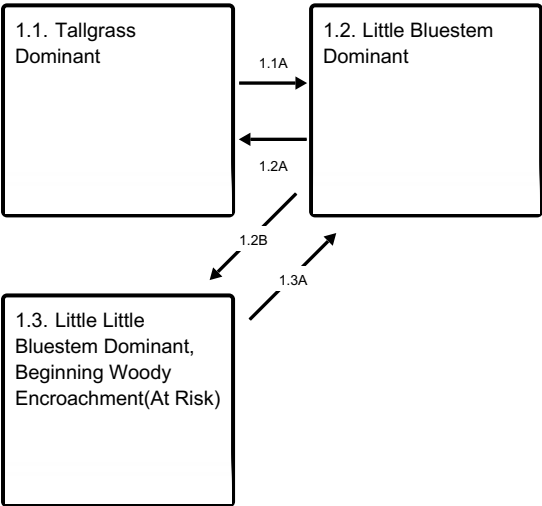 1.1. Tallgrass
Dominant
1.1A
1.2. Little Bluestem
Dominant
1.2A
1.2B
1.3A
1.3. Little Little
Bluestem Dominant,
Beginning Woody
Encroachment(At Risk)